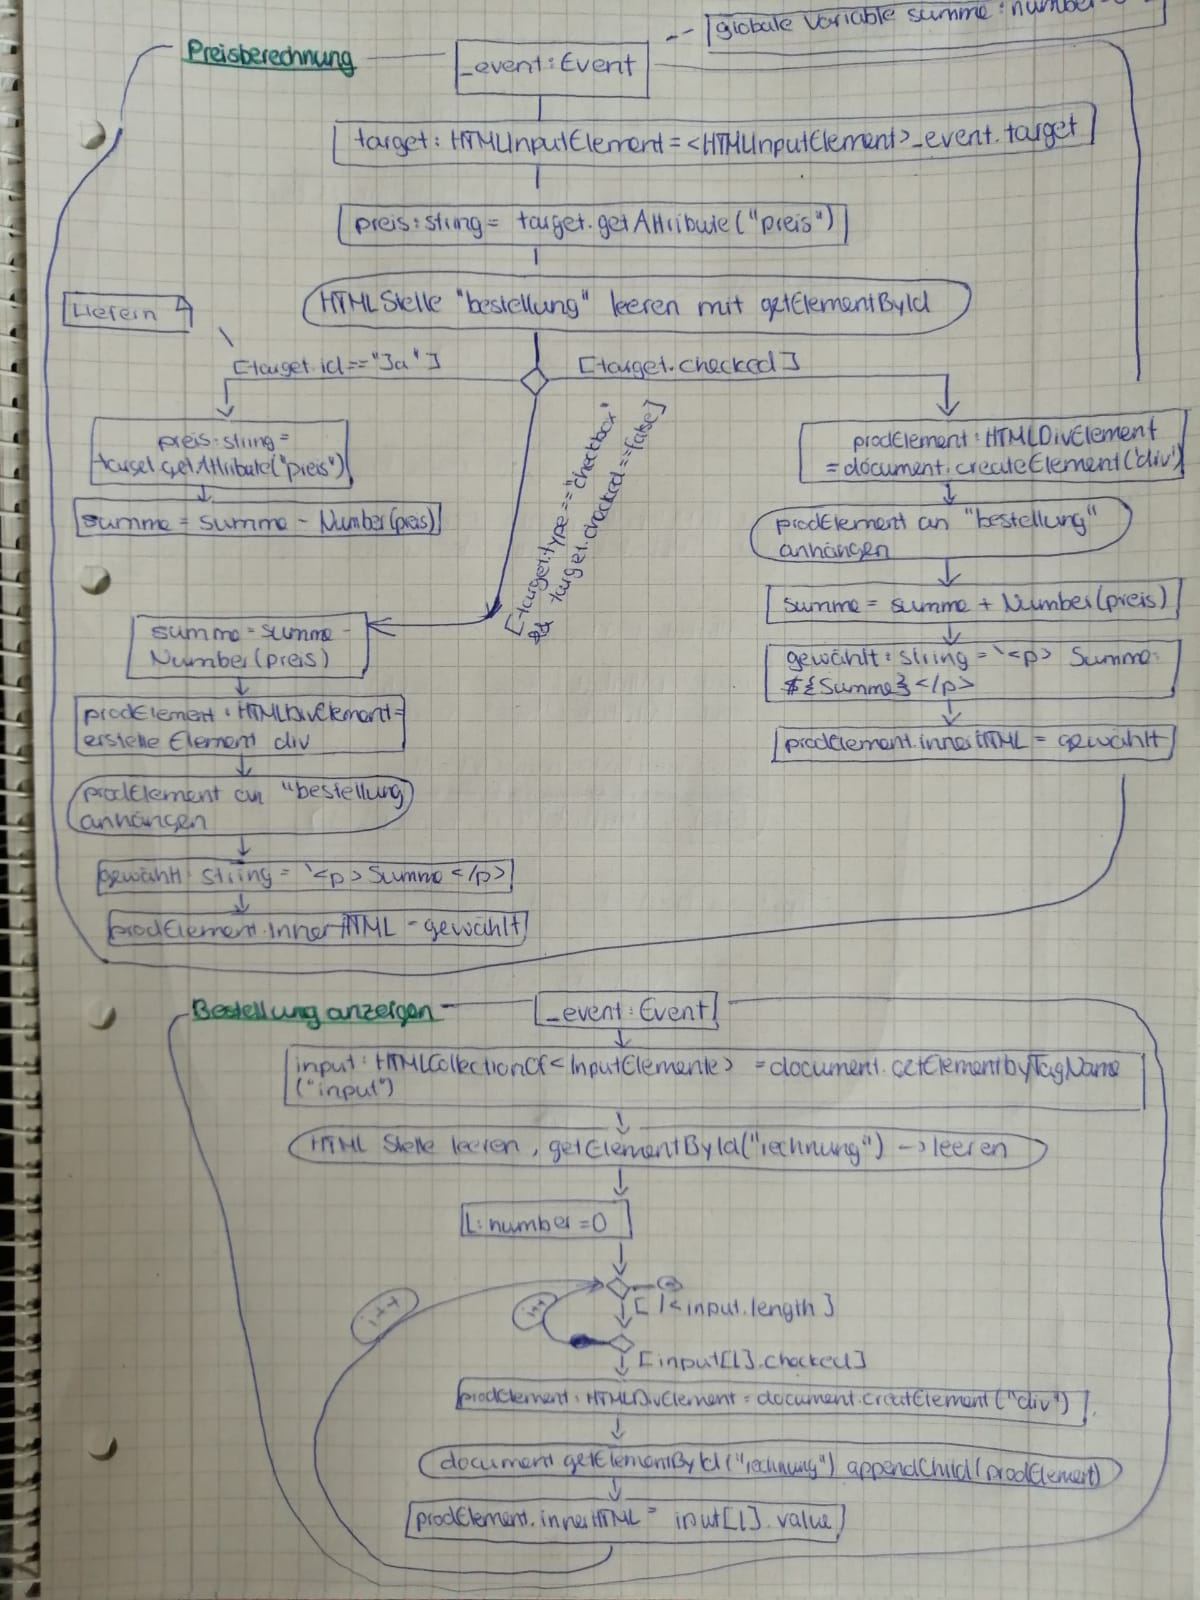 globale Variable summe: number
Preisberechnung
_event: Event
target: HTMLInputElement = <HTMLInputElement>_event.target
preis: string = target.getAttribute("preis")
HTML Stelle "bestellung" leeren mit getElementById
Liefern
[target.id == "Ja"]
[target.checked]
[target.type == "checkbox"
&& target.checked == false]
preis: string =
target.getAttribute("preis")
summe = summe - Number(preis)
prodElement: HTMLDivElement
= document.createElement('div')
prodElement an "bestellung"
anhängen
summe = summe + Number(preis)
gewählt: string = `<p> Summe:
${Summe}</p>
prodElement.innerHTML = gewählt
summe = summe -
Number(preis)
prodElement: HTMLDivElement =
erstelle Element div
prodElement an "bestellung
anhängen
gewählt: string = `<p> Summe </p>
prodElement.innerHTML = gewählt
Bestellung anzeigen
_event: Event
input: HTMLCollectionOf<InputElemente> = document.getElementbyTagName
("input")
HTML Stelle leeren, getElementById("rechnung") -> leeren
i: number = 0
i++
i++
[i < input.length]
[input[i].checked]
prodElement: HTMLDivElement = document.creatElement("div")
document.getElementById("rechnung").appendChild(prodElement)
prodElement.innerHTML = input[i].value